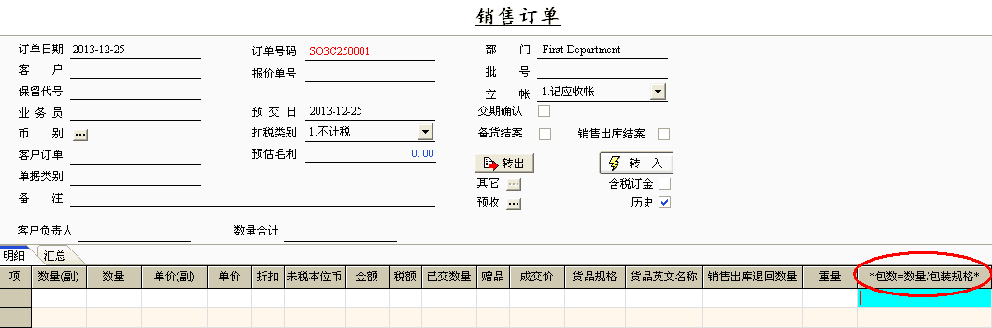 销售订单
订单日期 2013-12-25 订单号码 SO3C250001 部 门 First Department
客 户 报价单号 批 号
保留代号 立 帐 1.记应收帐
业 务 员 预 交 日 2013-12-25 交期确认
币 别 ... 扣税类别 1.不计税 备货结案 销售出库结案
客户订单 预估毛利 0.00 转出 转 入
单据类别 其它 ... 含税订金
备 注 预收 ... 历史
客户负责人 数量合计
明细 汇总
项 数量(副) 数量 单价(副) 单价 折扣 未税本位币 金额 税额 已交数量 赠品 成交价 货品规格 货品英文名称 销售出库退回数量 重量 *包数=数量/包装规格*